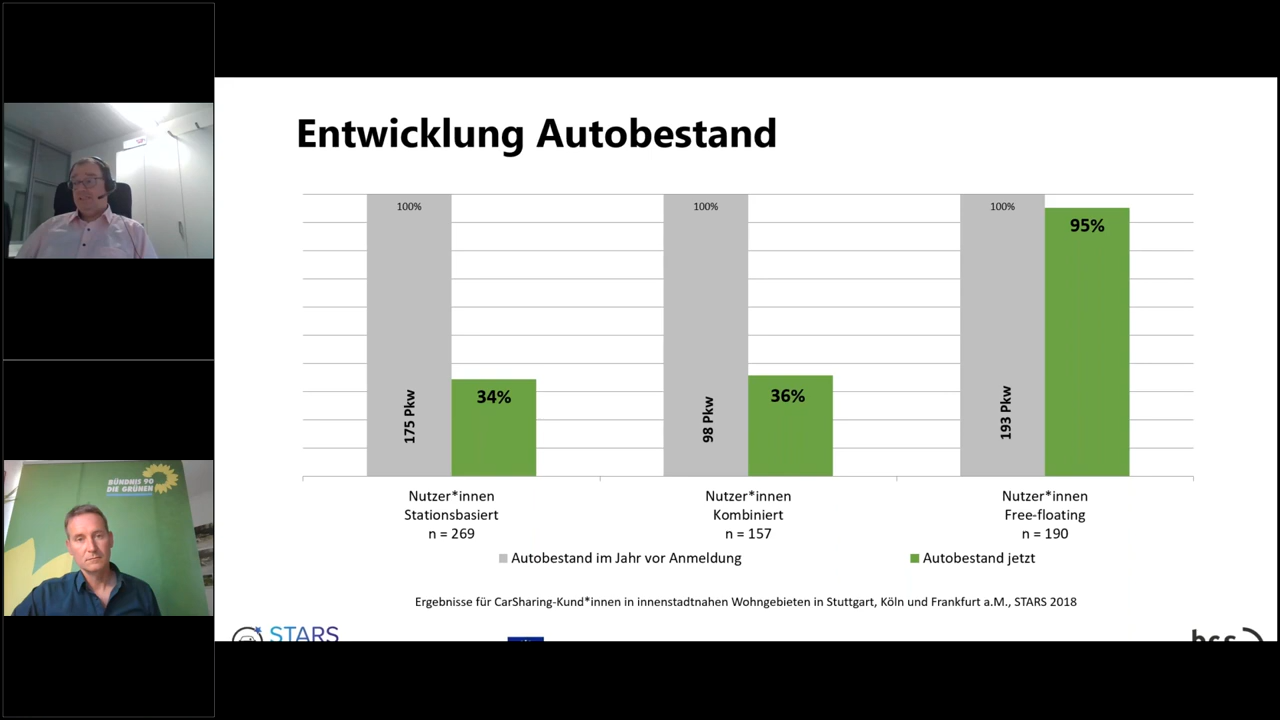 Entwicklung Autobestand
100%
100%
100%
95%
34%
36%
175 Pkw
98 Pkw
193 Pkw
Nutzer*innen
Stationsbasiert
n = 269
Nutzer*innen
Kombiniert
n = 157
Nutzer*innen
Free-floating
n = 190
Autobestand im Jahr vor Anmeldung
Autobestand jetzt
Ergebnisse für CarSharing-Kund*innen in innenstadtnahen Wohngebieten in Stuttgart, Köln und Frankfurt a.M., STARS 2018
STARS
bcs
BÜNDNIS 90
DIE GRÜNEN